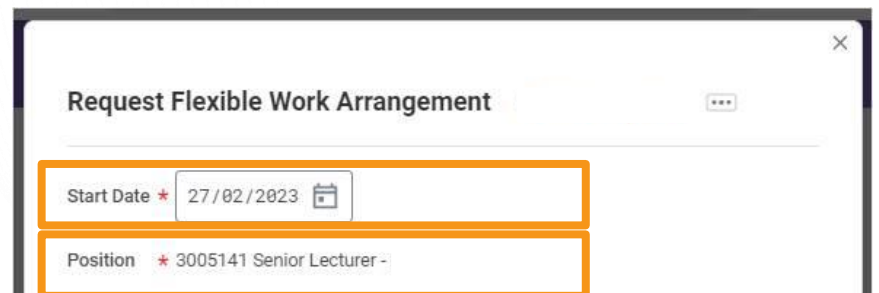 Request Flexible Work Arrangement
Start Date * 27/02/2023
Position * 3005141 Senior Lecturer -